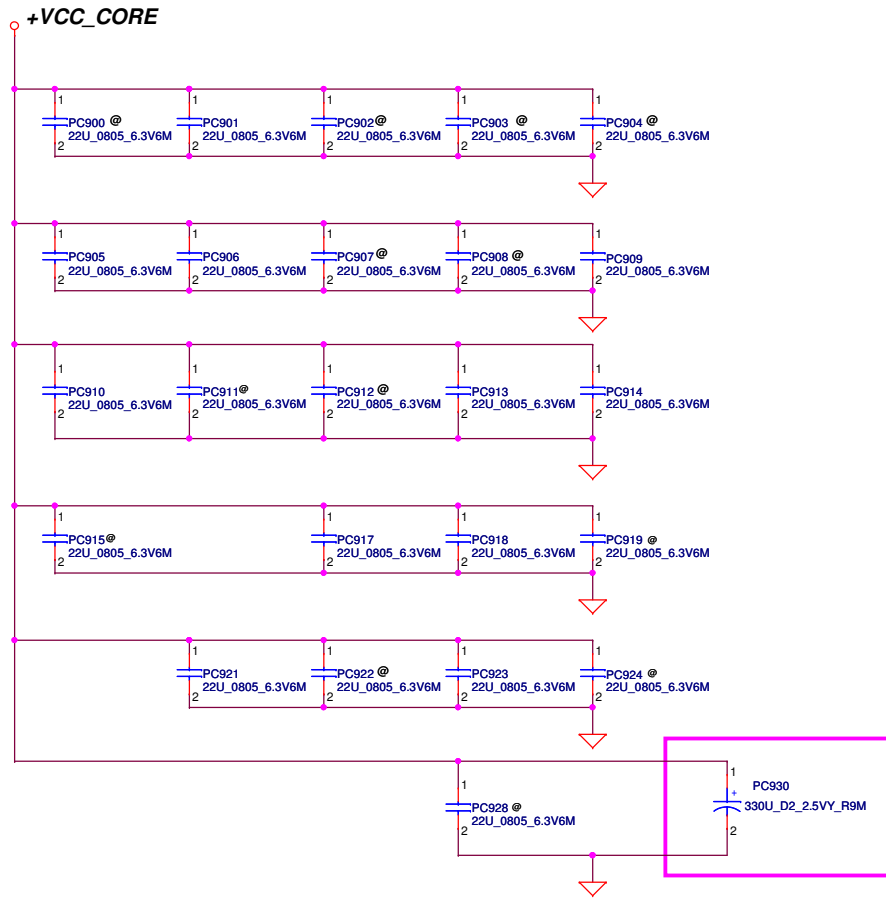 +VCC_CORE
1 1 1 1 1
PC900 @ PC901 PC902 @ PC903 @ PC904 @
22U_0805_6.3V6M 22U_0805_6.3V6M 22U_0805_6.3V6M 22U_0805_6.3V6M 22U_0805_6.3V6M
2 2 2 2 2
1 1 1 1 1
PC905 PC906 PC907 @ PC908 @ PC909
22U_0805_6.3V6M 22U_0805_6.3V6M 22U_0805_6.3V6M 22U_0805_6.3V6M 22U_0805_6.3V6M
2 2 2 2 2
1 1 1 1 1
PC910 PC911 @ PC912 @ PC913 PC914
22U_0805_6.3V6M 22U_0805_6.3V6M 22U_0805_6.3V6M 22U_0805_6.3V6M 22U_0805_6.3V6M
2 2 2 2 2
1 1 1 1
PC915 @ PC917 PC918 PC919 @
22U_0805_6.3V6M 22U_0805_6.3V6M 22U_0805_6.3V6M 22U_0805_6.3V6M
2 2 2 2
1 1 1 1
PC921 PC922 @ PC923 PC924 @
22U_0805_6.3V6M 22U_0805_6.3V6M 22U_0805_6.3V6M 22U_0805_6.3V6M
2 2 2 2
1 1
PC928 @ + PC930
22U_0805_6.3V6M 330U_D2_2.5VY_R9M
2 2